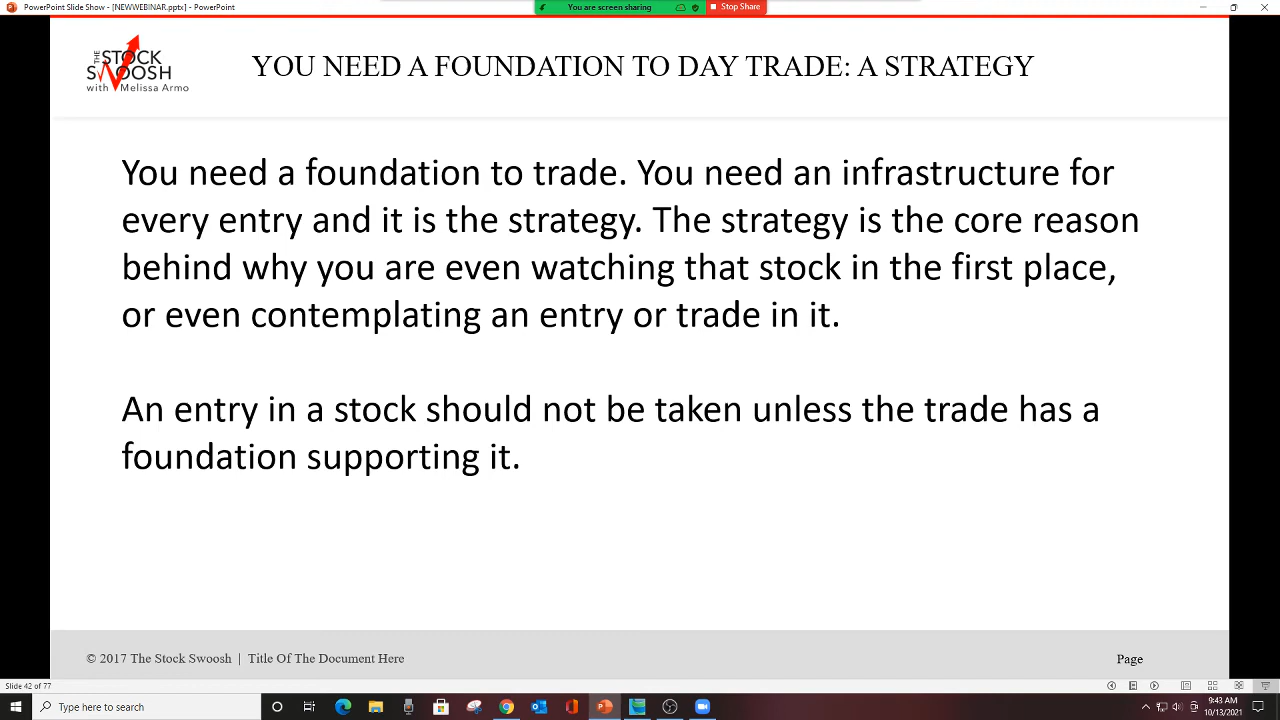 PowerPoint Slide Show - [NEWWEBINAR.pptx] - PowerPoint
You are screen sharing
Stop Share
THE STOCK
SWOOSH
with Melissa Armo
YOU NEED A FOUNDATION TO DAY TRADE: A STRATEGY
You need a foundation to trade. You need an infrastructure for
every entry and it is the strategy. The strategy is the core reason
behind why you are even watching that stock in the first place,
or even contemplating an entry or trade in it.
An entry in a stock should not be taken unless the trade has a
foundation supporting it.
© 2017 The Stock Swoosh | Title Of The Document Here
Page
Slide 42 of 77
Type here to search
9:43 AM
10/13/2021